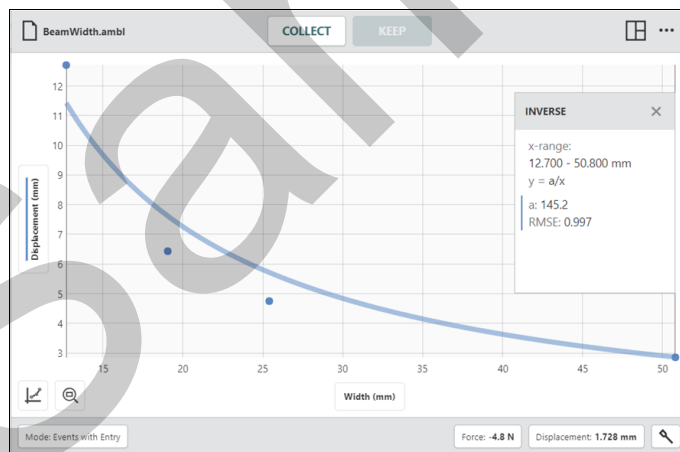 BeamWidth.ambl
COLLECT
KEEP
Displacement (mm)
12
11
10
9
8
7
6
5
4
3
15
20
25
30
35
40
45
50
Width (mm)
INVERSE
x-range:
12.700 - 50.800 mm
y = a/x
a: 145.2
RMSE: 0.997
Mode: Events with Entry
Force: -4.8 N
Displacement: 1.728 mm